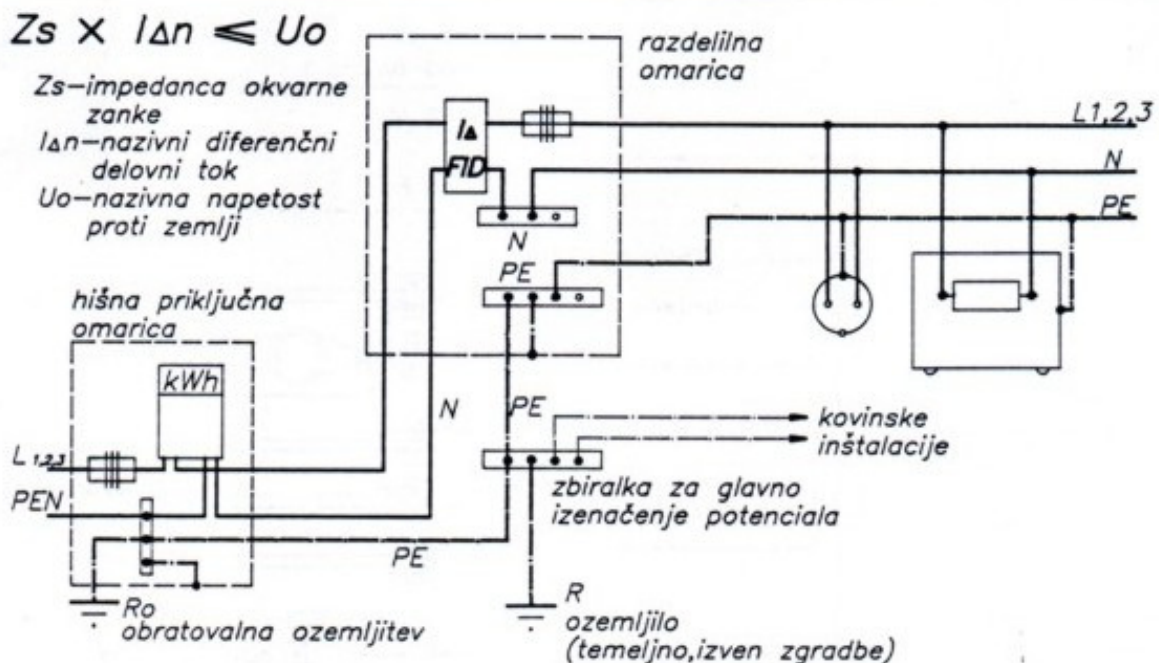 Zs × IΔn ⩽ Uo
Zs-impedanca okvarne
zanke
IΔn-nazivni diferenčni
delovni tok
Uo-nazivna napetost
proti zemlji
razdelilna
omarica
IΔ
FID
L1,2,3
N
PE
N
PE
hišna priključna
omarica
kWh
N
PE
kovinske
inštalacije
L 1,2,3
PEN
zbiralka za glavno
izenačenje potenciala
PE
Ro
obratovalna ozemljitev
R
ozemljilo
(temeljno,izven zgradbe)